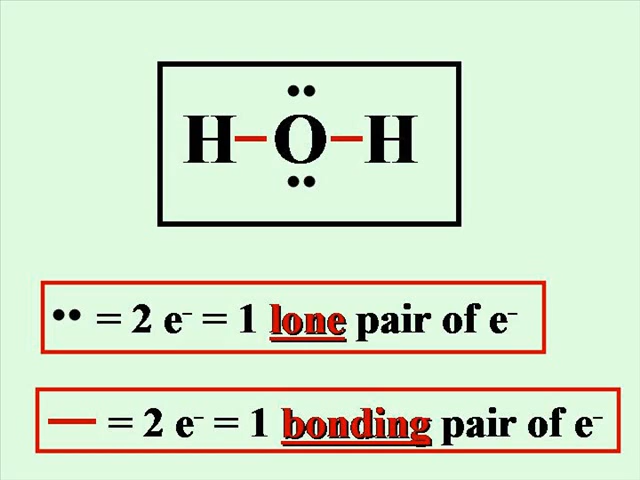 ••
H—O—H
••
•• = 2 e⁻ = 1 lone pair of e⁻
— = 2 e⁻ = 1 bonding pair of e⁻